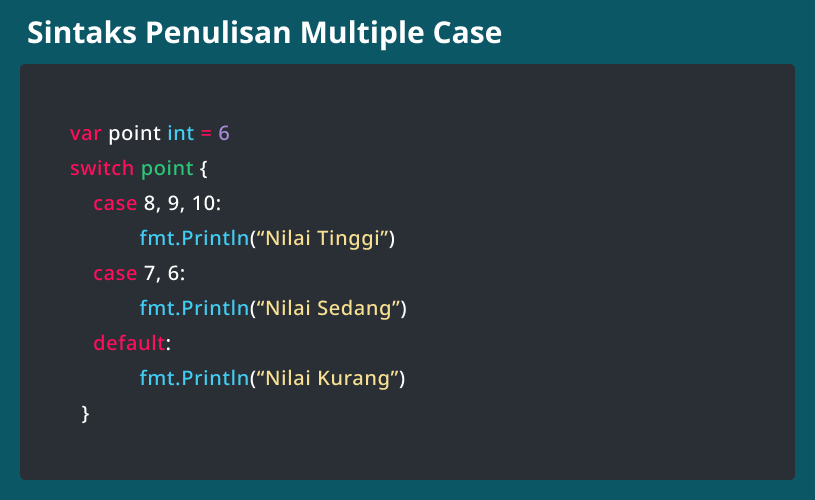 Sintaks Penulisan Multiple Case
var point int = 6
switch point {
case 8, 9, 10:
fmt.Println(“Nilai Tinggi”)
case 7, 6:
fmt.Println(“Nilai Sedang”)
default:
fmt.Println(“Nilai Kurang”)
}